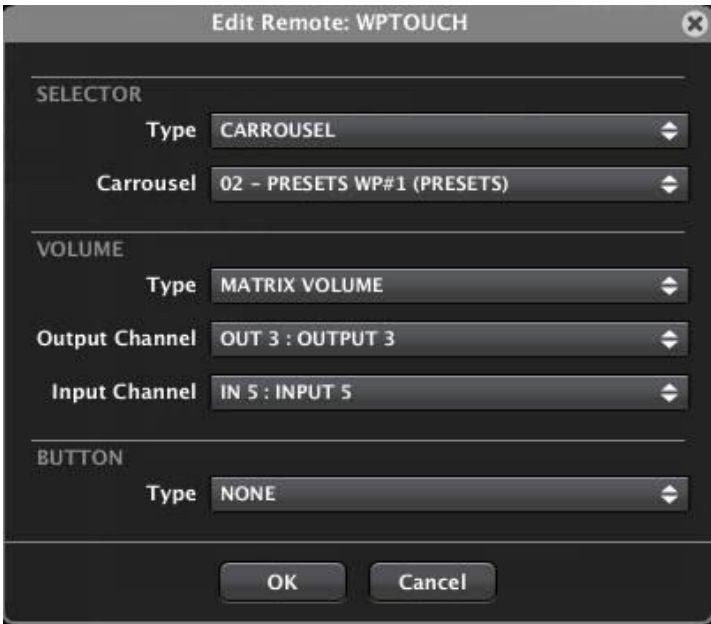 Edit Remote: WPTOUCH
SELECTOR
Type CARROUSEL
Carrousel 02 – PRESETS WP#1 (PRESETS)
VOLUME
Type MATRIX VOLUME
Output Channel OUT 3 : OUTPUT 3
Input Channel IN 5 : INPUT 5
BUTTON
Type NONE
OK Cancel